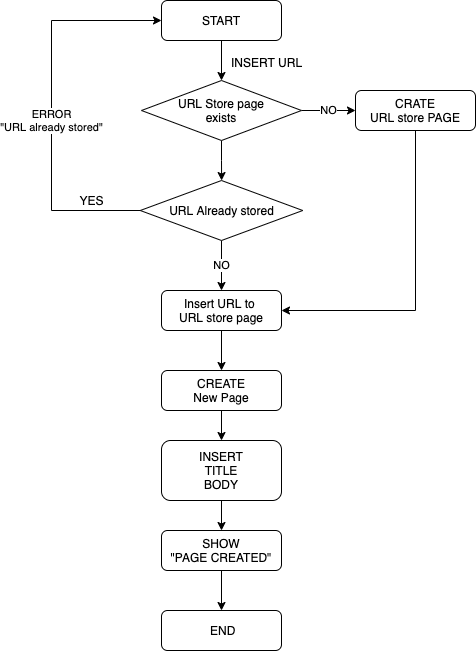 START
INSERT URL
URL Store page
exists
NO
CRATE
URL store PAGE
ERROR
"URL already stored"
YES
URL Already stored
NO
Insert URL to
URL store page
CREATE
New Page
INSERT
TITLE
BODY
SHOW
"PAGE CREATED"
END